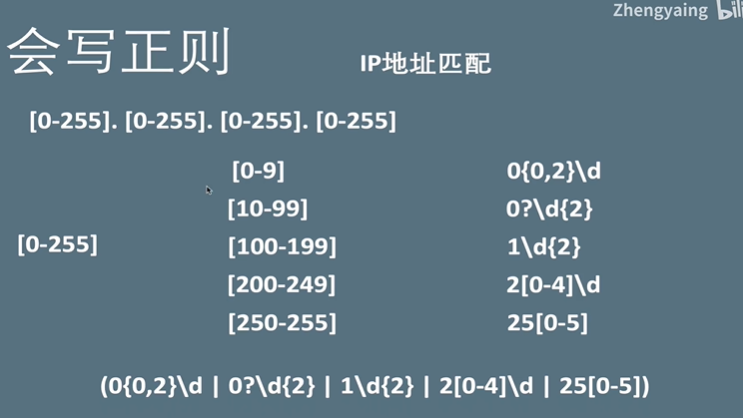 Zhengyaing bili
会写正则
IP地址匹配
[0-255]. [0-255]. [0-255]. [0-255]
[0-9] 0{0,2}\d
[10-99] 0?\d{2}
[0-255]
[100-199] 1\d{2}
[200-249] 2[0-4]\d
[250-255] 25[0-5]
(0{0,2}\d | 0?\d{2} | 1\d{2} | 2[0-4]\d | 25[0-5])